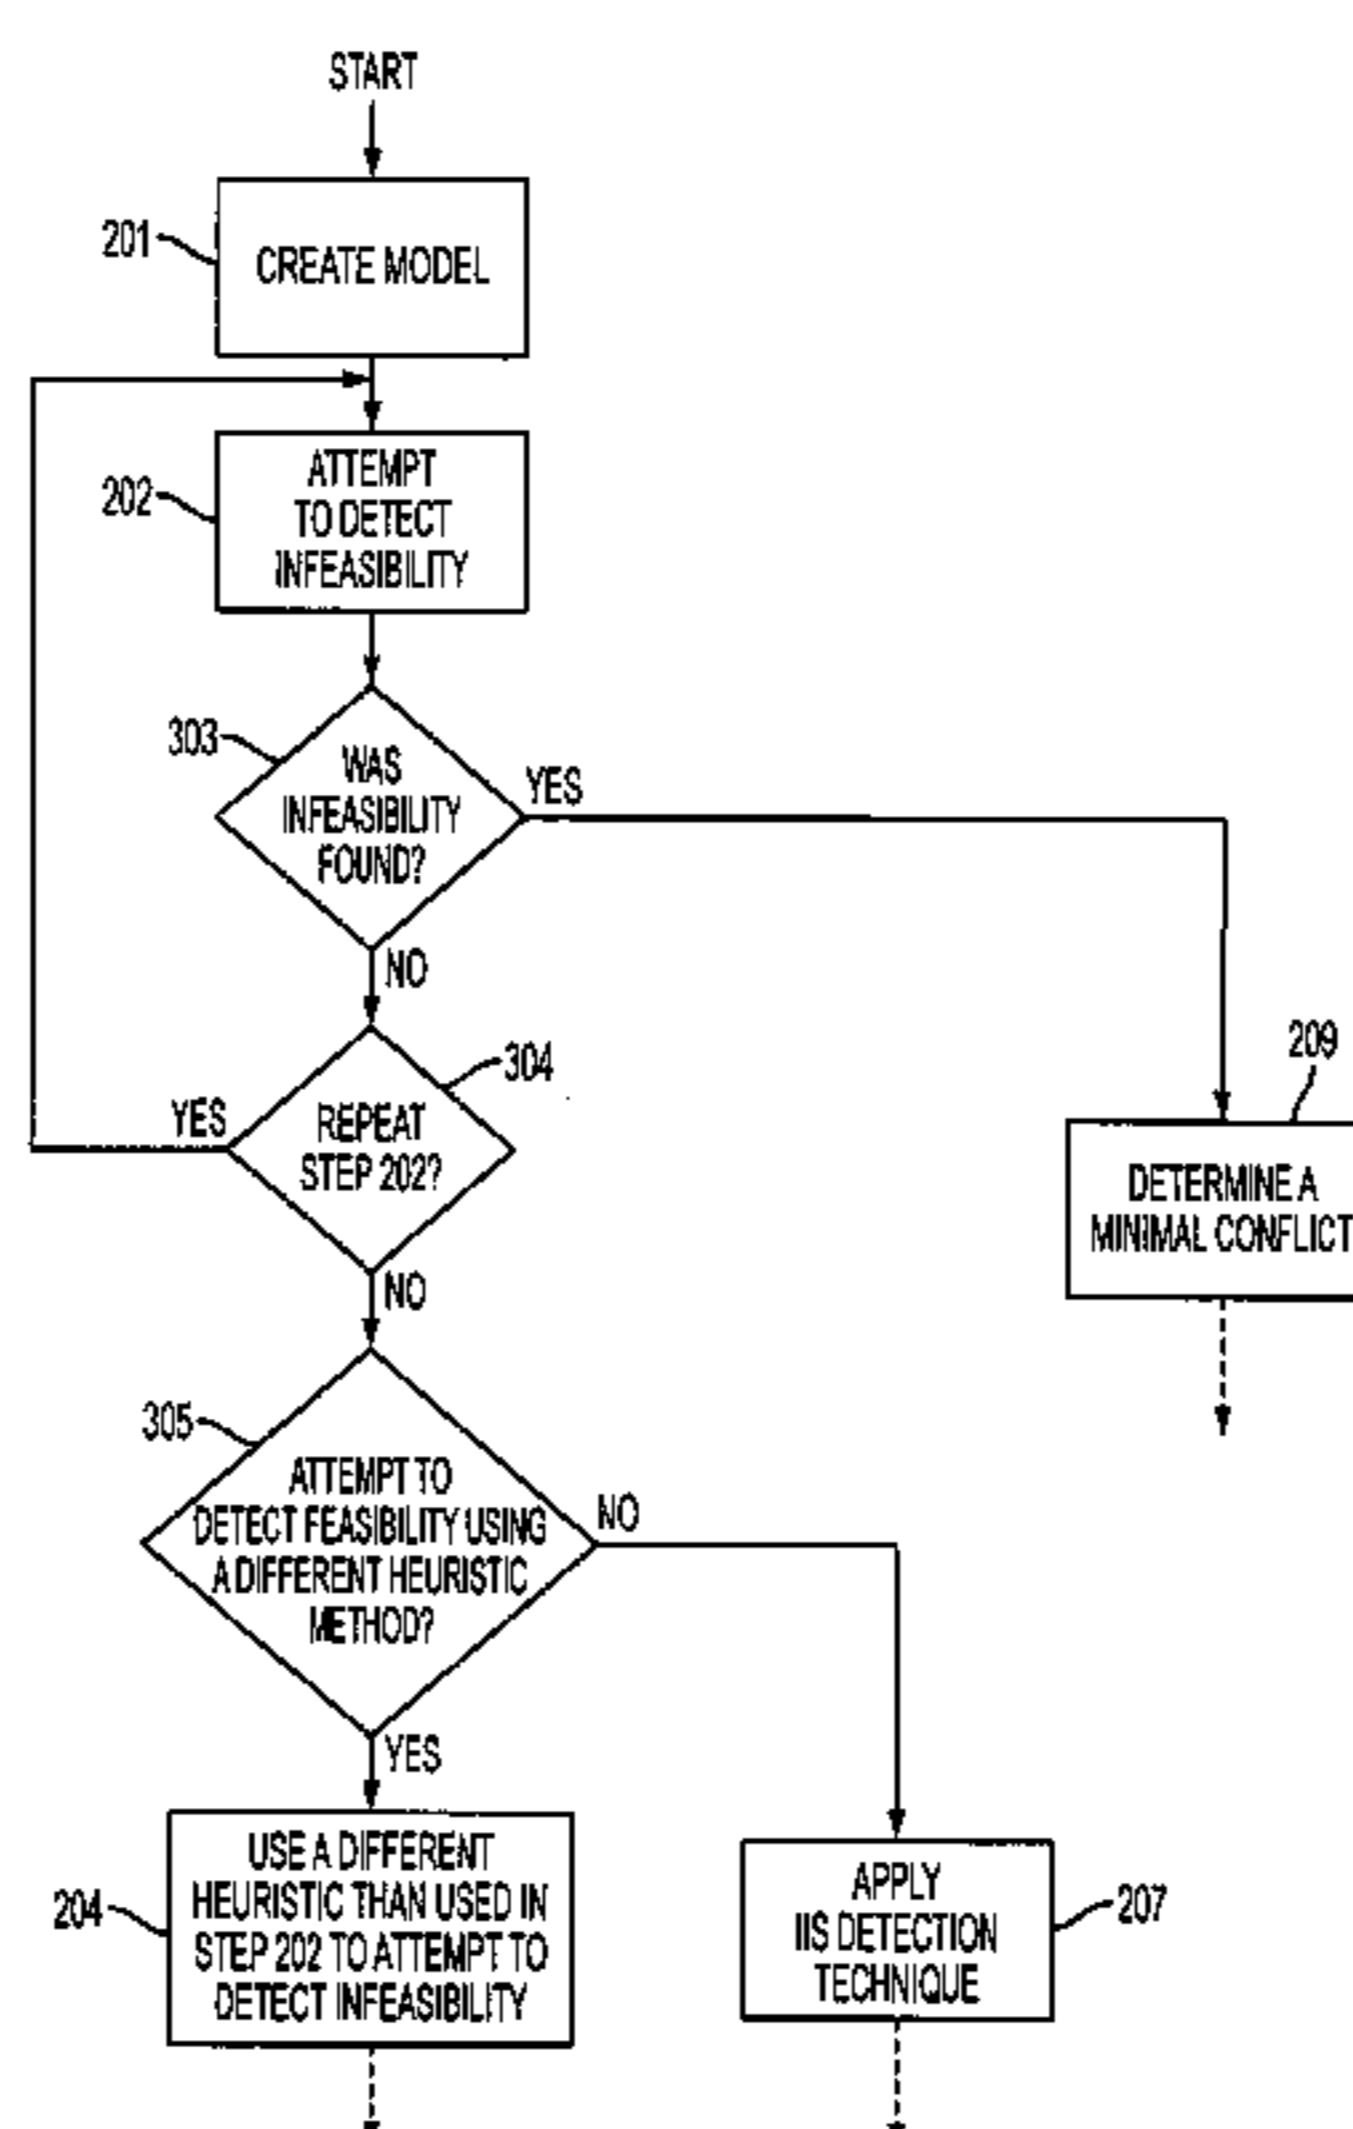 START
201
CREATE MODEL
202
ATTEMPT
TO DETECT
INFEASIBILITY
303
WAS
INFEASIBILITY
FOUND?
YES
NO
304
YES
REPEAT
STEP 202?
NO
209
DETERMINE A
MINIMAL CONFLICT
305
ATTEMPT TO
DETECT FEASIBILITY USING
A DIFFERENT HEURISTIC
METHOD?
NO
YES
204
USE A DIFFERENT
HEURISTIC THAN USED IN
STEP 202 TO ATTEMPT TO
DETECT INFEASIBILITY
APPLY
IIS DETECTION
TECHNIQUE
207